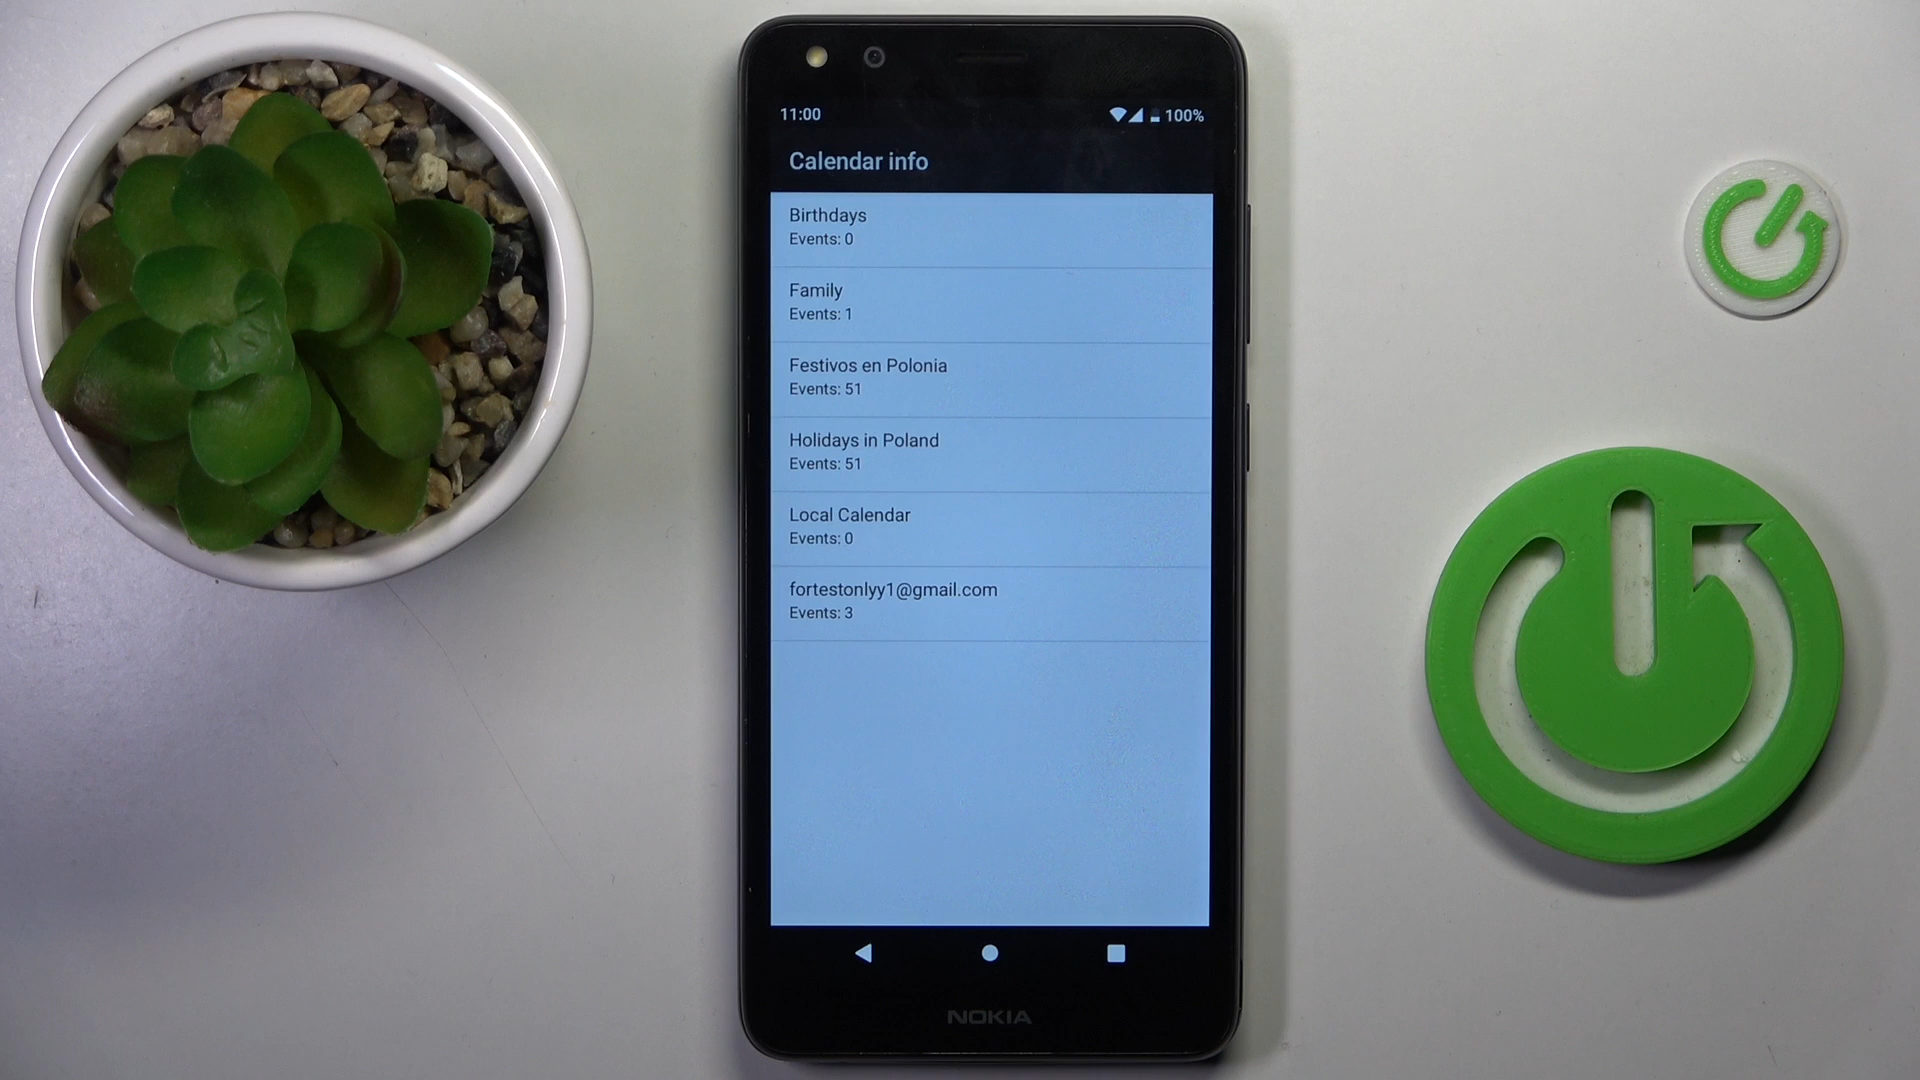 11:00
100%
Calendar info
Birthdays
Events: 0
Family
Events: 1
Festivos en Polonia
Events: 51
Holidays in Poland
Events: 51
Local Calendar
Events: 0
fortestonlyy1@gmail.com
Events: 3
NOKIA